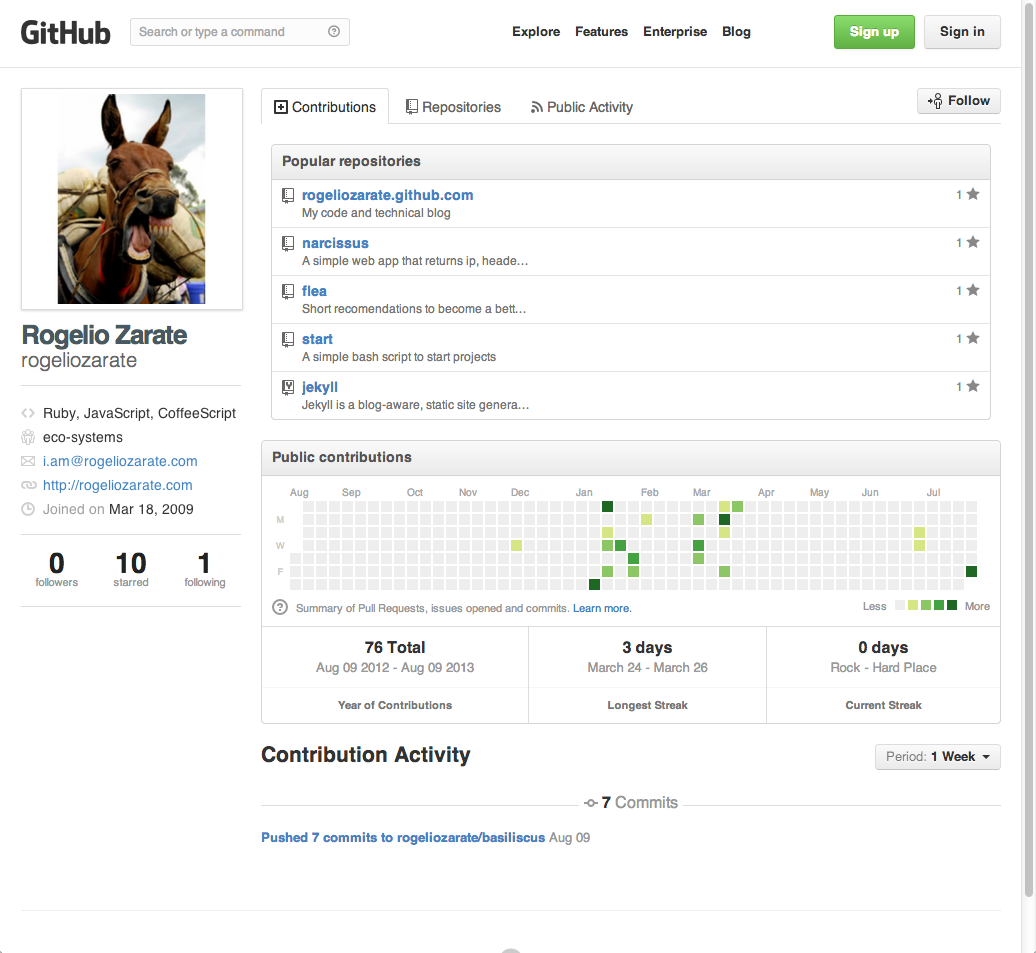 GitHub
Search or type a command
Explore Features Enterprise Blog
Sign up Sign in
Contributions Repositories Public Activity
Follow
Rogelio Zarate
rogeliozarate
Ruby, JavaScript, CoffeeScript
eco-systems
i.am@rogeliozarate.com
http://rogeliozarate.com
Joined on Mar 18, 2009
0 10 1
followers starred following
Popular repositories
rogeliozarate.github.com 1
My code and technical blog
narcissus 1
A simple web app that returns ip, heade…
flea 1
Short recomendations to become a bett…
start 1
A simple bash script to start projects
jekyll 1
Jekyll is a blog-aware, static site genera…
Public contributions
Aug Sep Oct Nov Dec Jan Feb Mar Apr May Jun Jul
M
W
F
? Summary of Pull Requests, issues opened and commits. Learn more. Less More
76 Total 3 days 0 days
Aug 09 2012 - Aug 09 2013 March 24 - March 26 Rock - Hard Place
Year of Contributions Longest Streak Current Streak
Contribution Activity
Period: 1 Week
7 Commits
Pushed 7 commits to rogeliozarate/basiliscus Aug 09